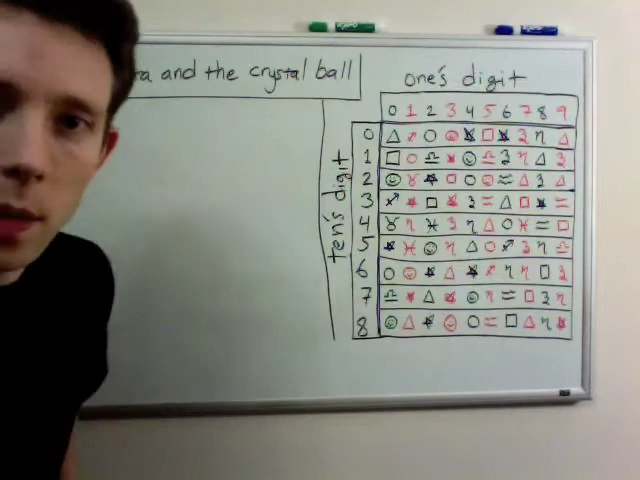 and the crystal ball
one's digit
0 1 2 3 4 5 6 7 8 9
ten's digit
0
1
2
3
4
5
6
7
8